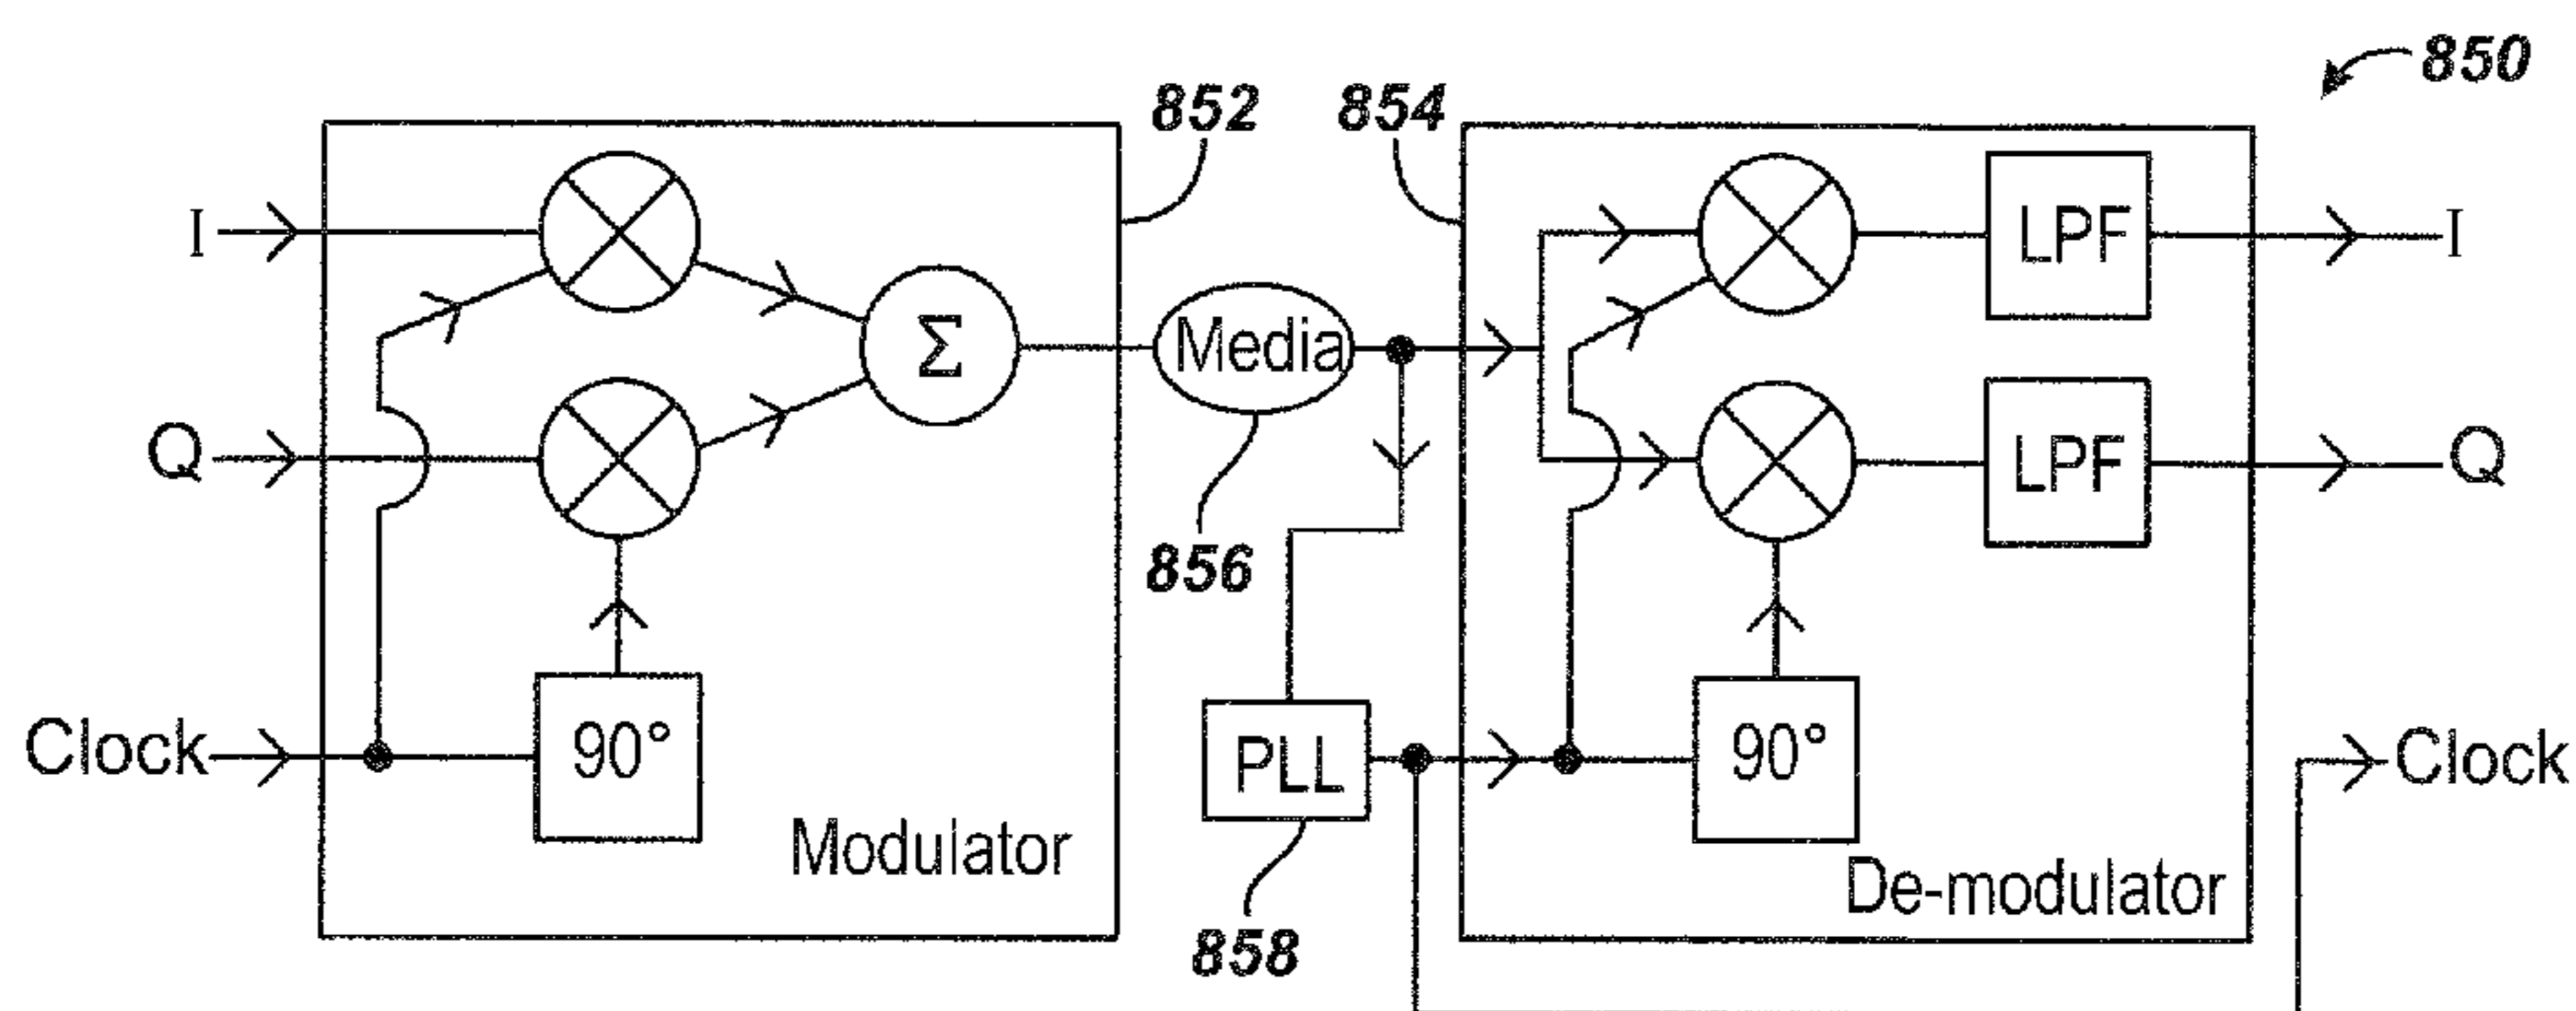 850
852
854
I
LPF
I
Σ
Media
Q
LPF
Q
856
Clock
90°
PLL
90°
Clock
Modulator
De-modulator
858